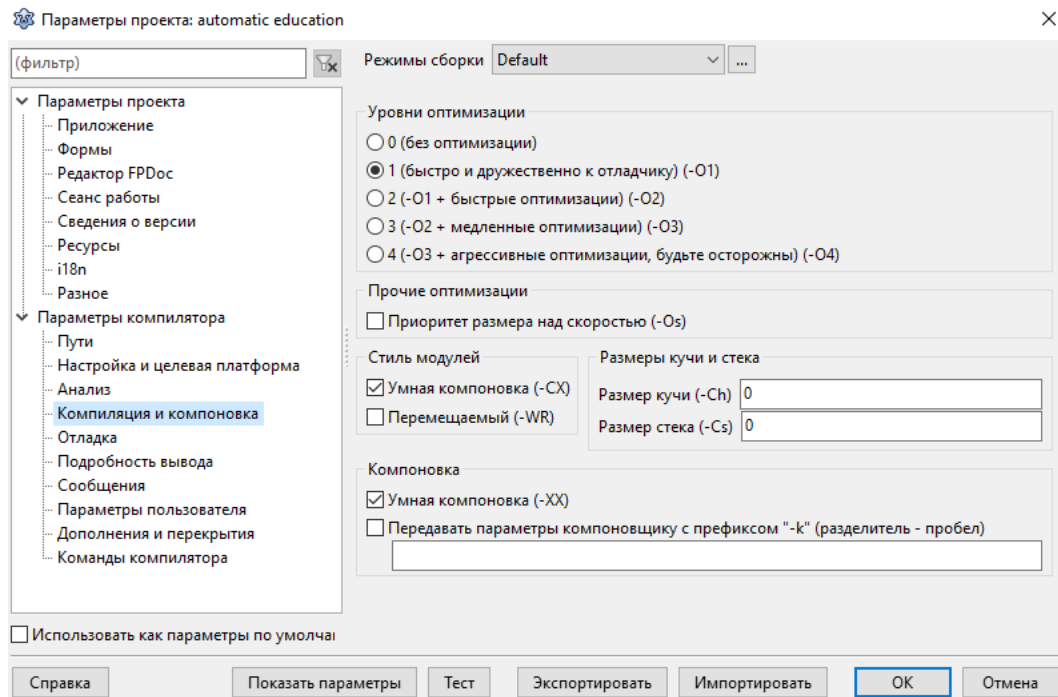 Параметры проекта: automatic education
(фильтр)
Режимы сборки Default ...
Параметры проекта
Приложение
Формы
Редактор FPDoc
Сеанс работы
Сведения о версии
Ресурсы
i18n
Разное
Параметры компилятора
Пути
Настройка и целевая платформа
Анализ
Компиляция и компоновка
Отладка
Подробность вывода
Сообщения
Параметры пользователя
Дополнения и перекрытия
Команды компилятора
Использовать как параметры по умолча
Уровни оптимизации
0 (без оптимизации)
1 (быстро и дружественно к отладчику) (-O1)
2 (-O1 + быстрые оптимизации) (-O2)
3 (-O2 + медленные оптимизации) (-O3)
4 (-O3 + агрессивные оптимизации, будьте осторожны) (-O4)
Прочие оптимизации
Приоритет размера над скоростью (-Os)
Стиль модулей
Умная компоновка (-CX)
Перемещаемый (-WR)
Размеры кучи и стека
Размер кучи (-Ch) 0
Размер стека (-Cs) 0
Компоновка
Умная компоновка (-XX)
Передавать параметры компоновщику с префиксом "-k" (разделитель - пробел)
Справка Показать параметры Тест Экспортировать Импортировать OK Отмена